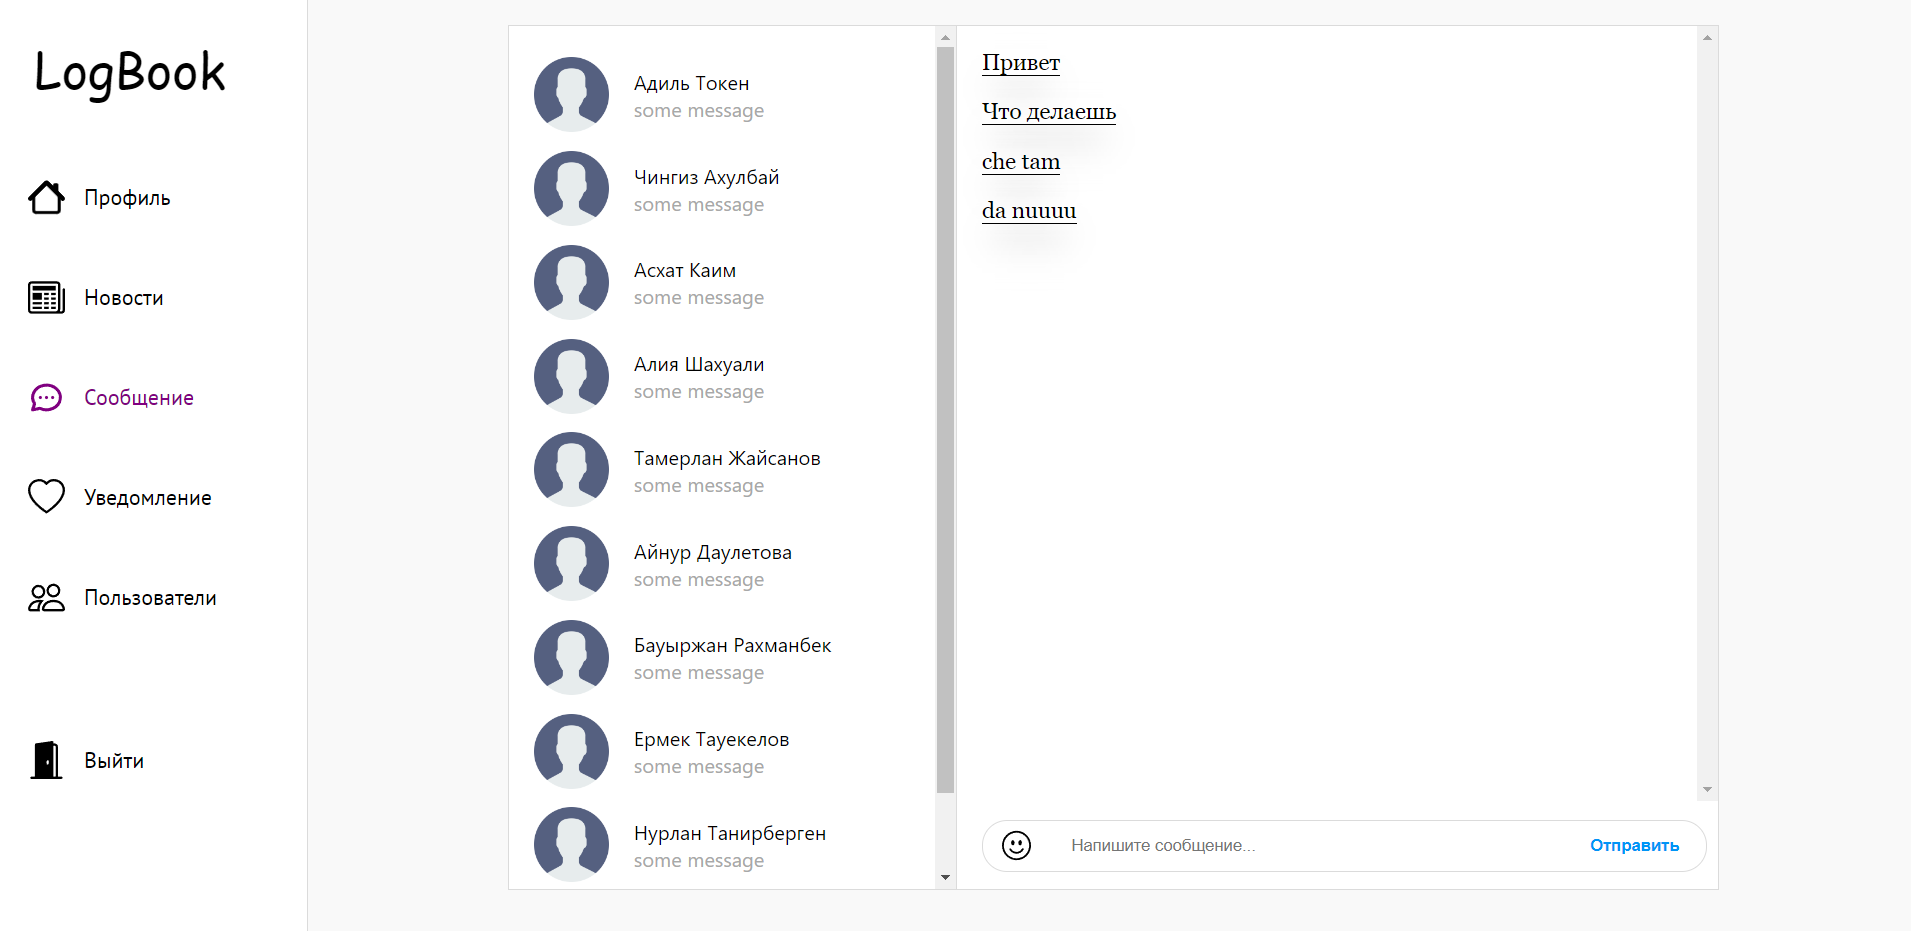 LogBook
Профиль
Новости
Сообщение
Уведомление
Пользователи
Выйти
Адиль Токен
some message
Чингиз Ахулбай
some message
Асхат Каим
some message
Алия Шахуали
some message
Тамерлан Жайсанов
some message
Айнур Даулетова
some message
Бауыржан Рахманбек
some message
Ермек Тауекелов
some message
Нурлан Танирберген
some message
Привет
Что делаешь
che tam
da nuuuu
Напишите сообщение...
Отправить